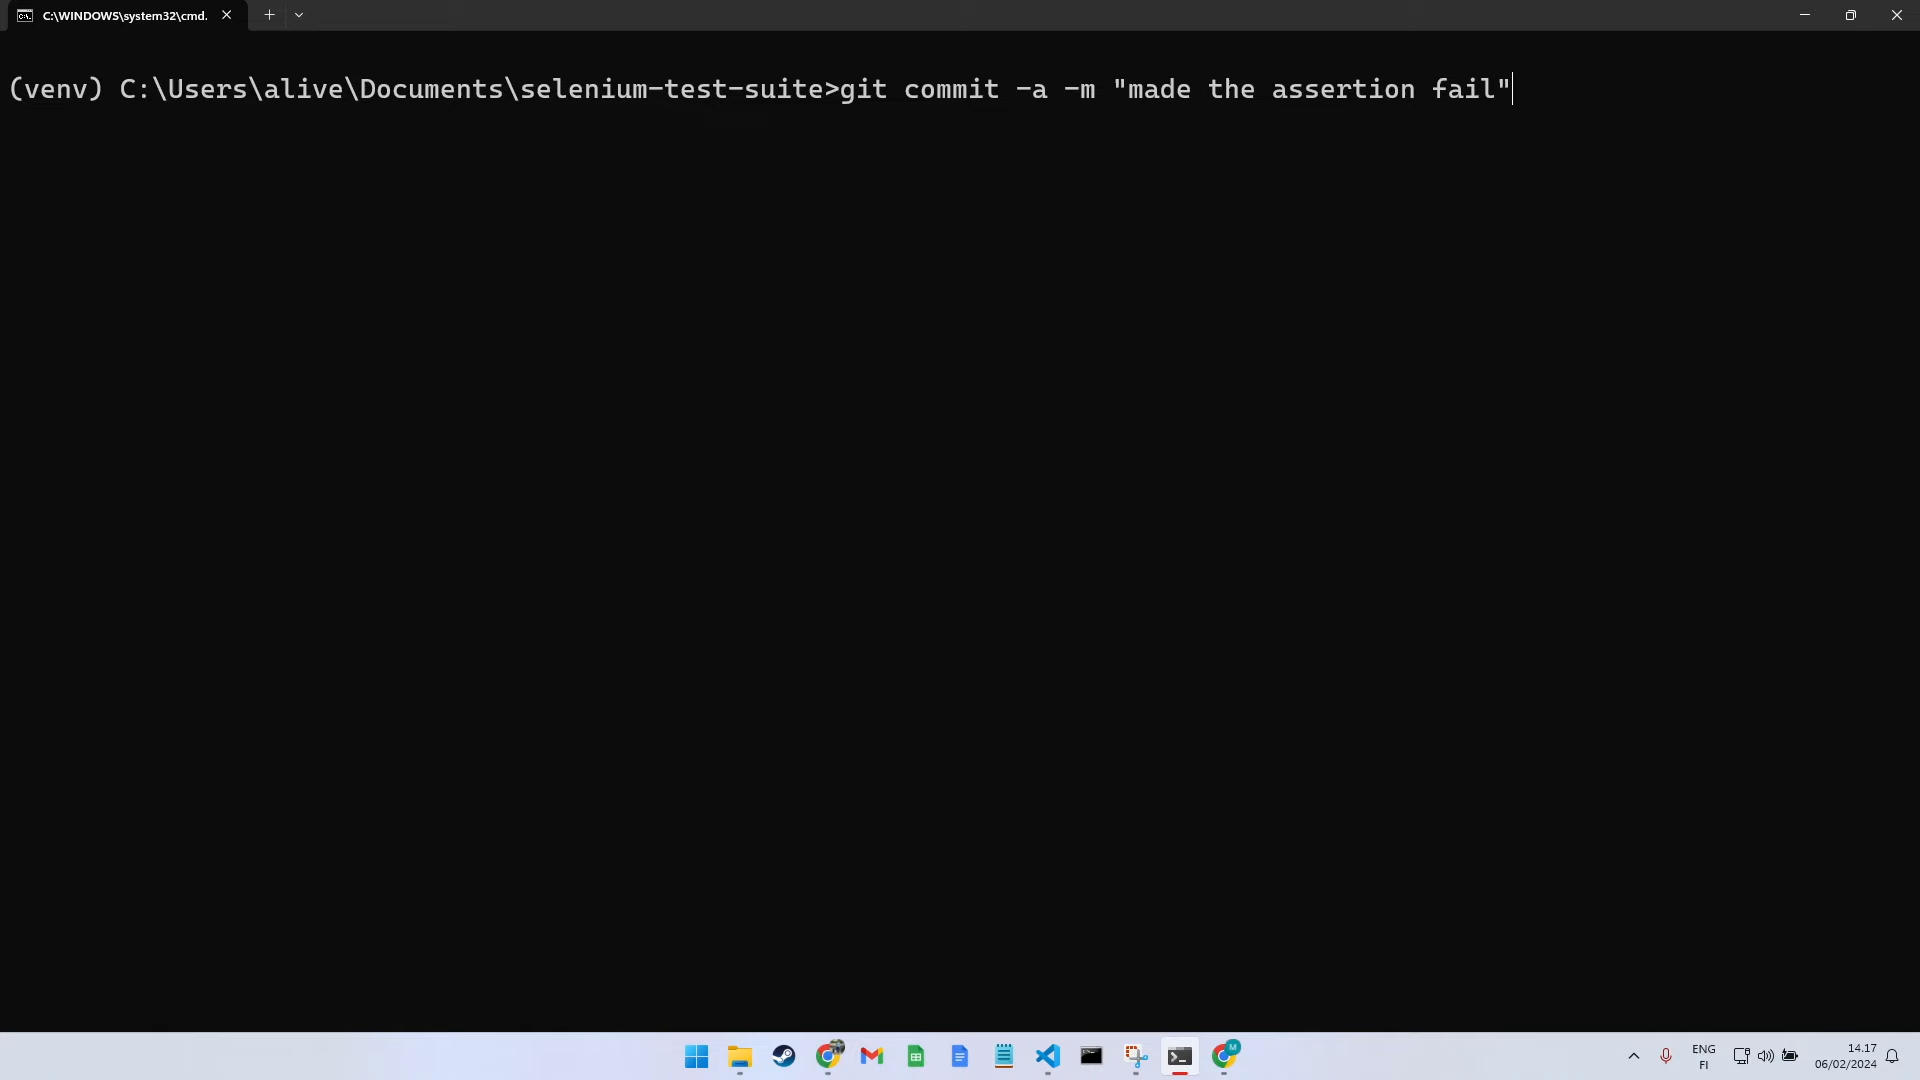 C:\WINDOWS\system32\cmd.
(venv) C:\Users\alive\Documents\selenium-test-suite>git commit -a -m "made the assertion fail"
M
ENG
FI
14.17
06/02/2024